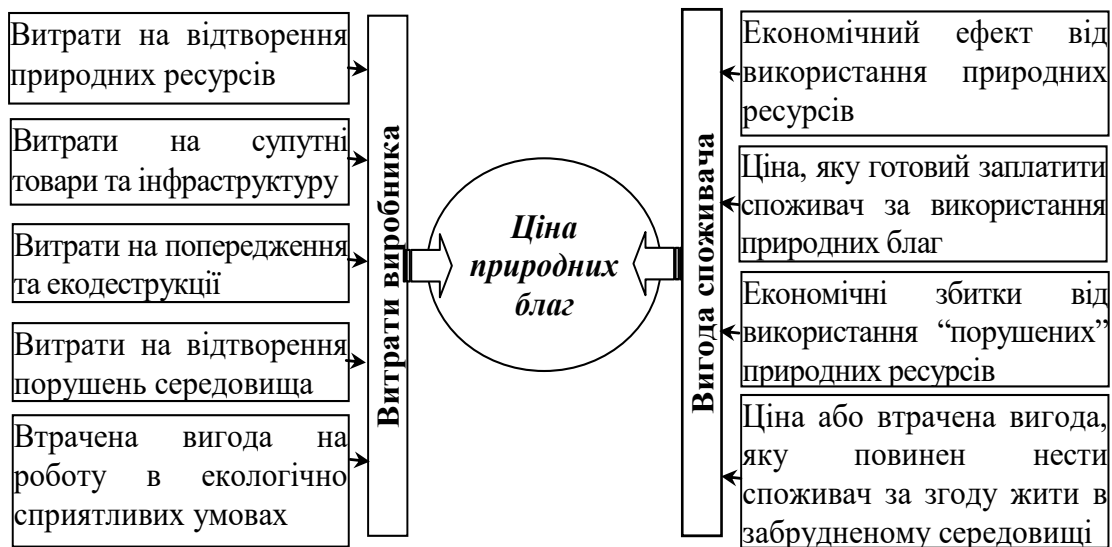 Витрати на відтворення
природних ресурсів
Витрати на супутні
товари та інфраструктуру
Витрати на попередження
та екодеструкції
Витрати на відтворення
порушень середовища
Втрачена вигода на
роботу в екологічно
сприятливих умовах
Витрати виробника
Ціна
природних
благ
Вигода споживача
Економічний ефект від
використання природних
ресурсів
Ціна, яку готовий заплатити
споживач за використання
природних благ
Економічні збитки від
використання “порушених”
природних ресурсів
Ціна або втрачена вигода,
яку повинен нести
споживач за згоду жити в
забрудненому середовищі